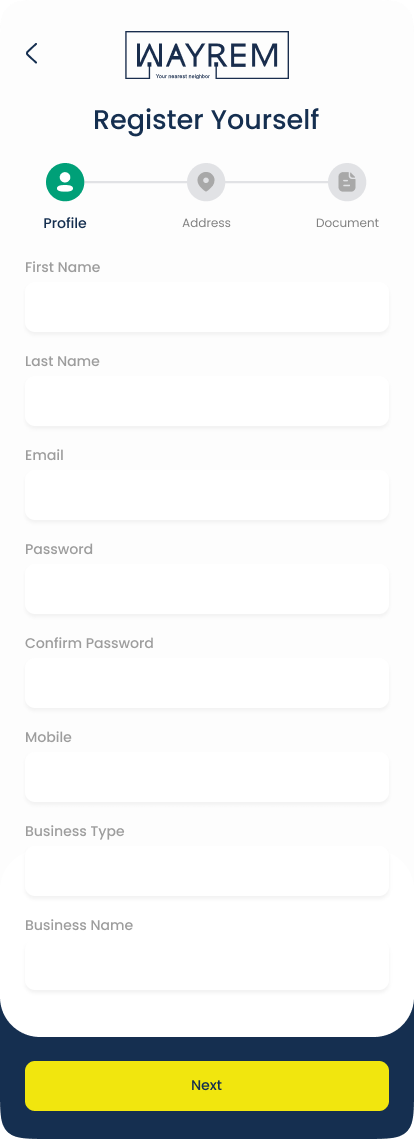 WAYREM
Your nearest neighbor
Register Yourself
Profile
Address
Document
First Name
Last Name
Email
Password
Confirm Password
Mobile
Business Type
Business Name
Next